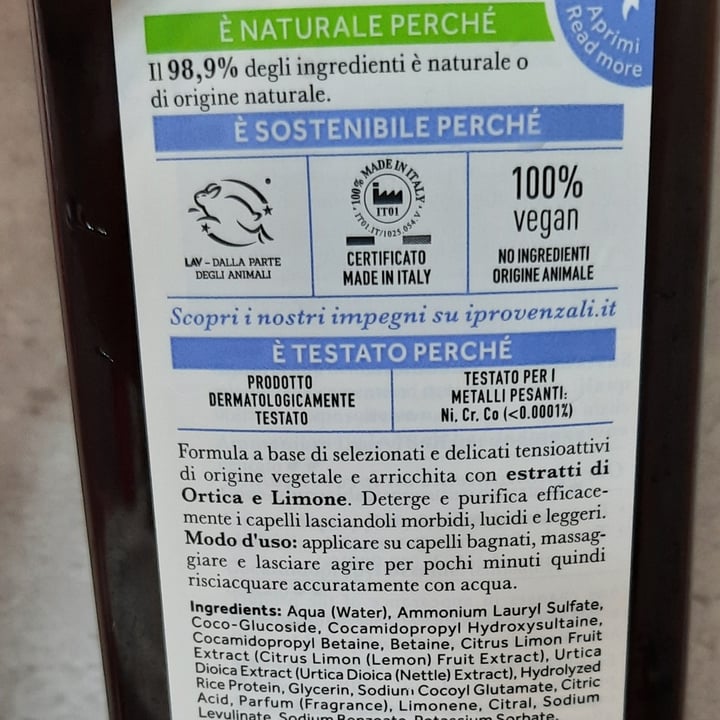 È NATURALE PERCHÉ
Aprimi
Read more
Il 98,9% degli ingredienti è naturale o
di origine naturale.
È SOSTENIBILE PERCHÉ
LAV - DALLA PARTE
DEGLI ANIMALI
100% MADE IN ITALY
IT01
IT01.IT/1025.054.V
CERTIFICATO
MADE IN ITALY
100%
vegan
NO INGREDIENTI
ORIGINE ANIMALE
Scopri i nostri impegni su iprovenzali.it
È TESTATO PERCHÉ
PRODOTTO
DERMATOLOGICAMENTE
TESTATO
TESTATO PER I
METALLI PESANTI:
Ni, Cr, Co (<0.0001%)
Formula a base di selezionati e delicati tensioattivi
di origine vegetale e arricchita con estratti di
Ortica e Limone. Deterge e purifica efficace-
mente i capelli lasciandoli morbidi, lucidi e leggeri.
Modo d'uso: applicare su capelli bagnati, massag-
giare e lasciare agire per pochi minuti quindi
risciacquare accuratamente con acqua.
Ingredients: Aqua (Water), Ammonium Lauryl Sulfate,
Coco-Glucoside, Cocamidopropyl Hydroxysultaine,
Cocamidopropyl Betaine, Betaine, Citrus Limon Fruit
Extract (Citrus Limon (Lemon) Fruit Extract), Urtica
Dioica Extract (Urtica Dioica (Nettle) Extract), Hydrolyzed
Rice Protein, Glycerin, Sodium Cocoyl Glutamate, Citric
Acid, Parfum (Fragrance), Limonene, Citral, Sodium
Levulinate, Sodium Benzoate, Potassium Sorbate.